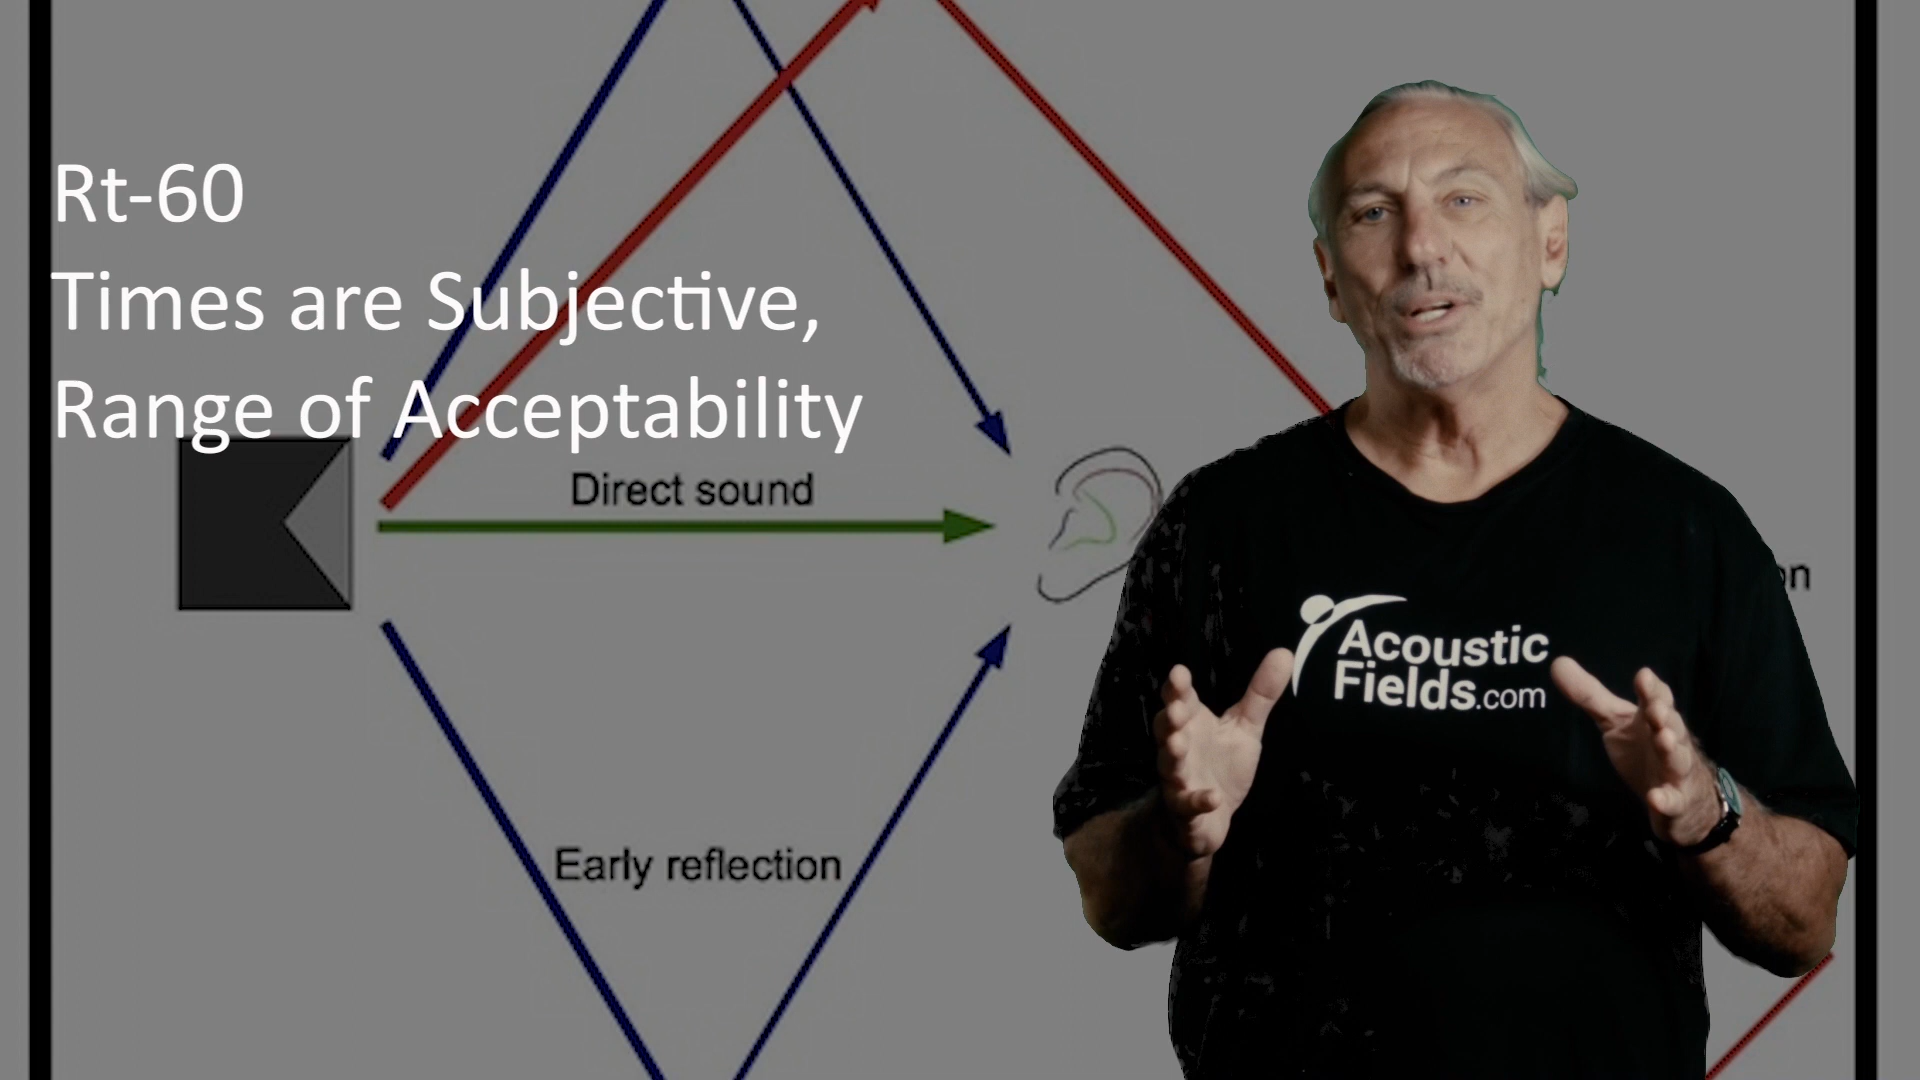 Rt-60
Times are Subjective,
Range of Acceptability
Direct sound
Acoustic
Fields.com
Early reflection